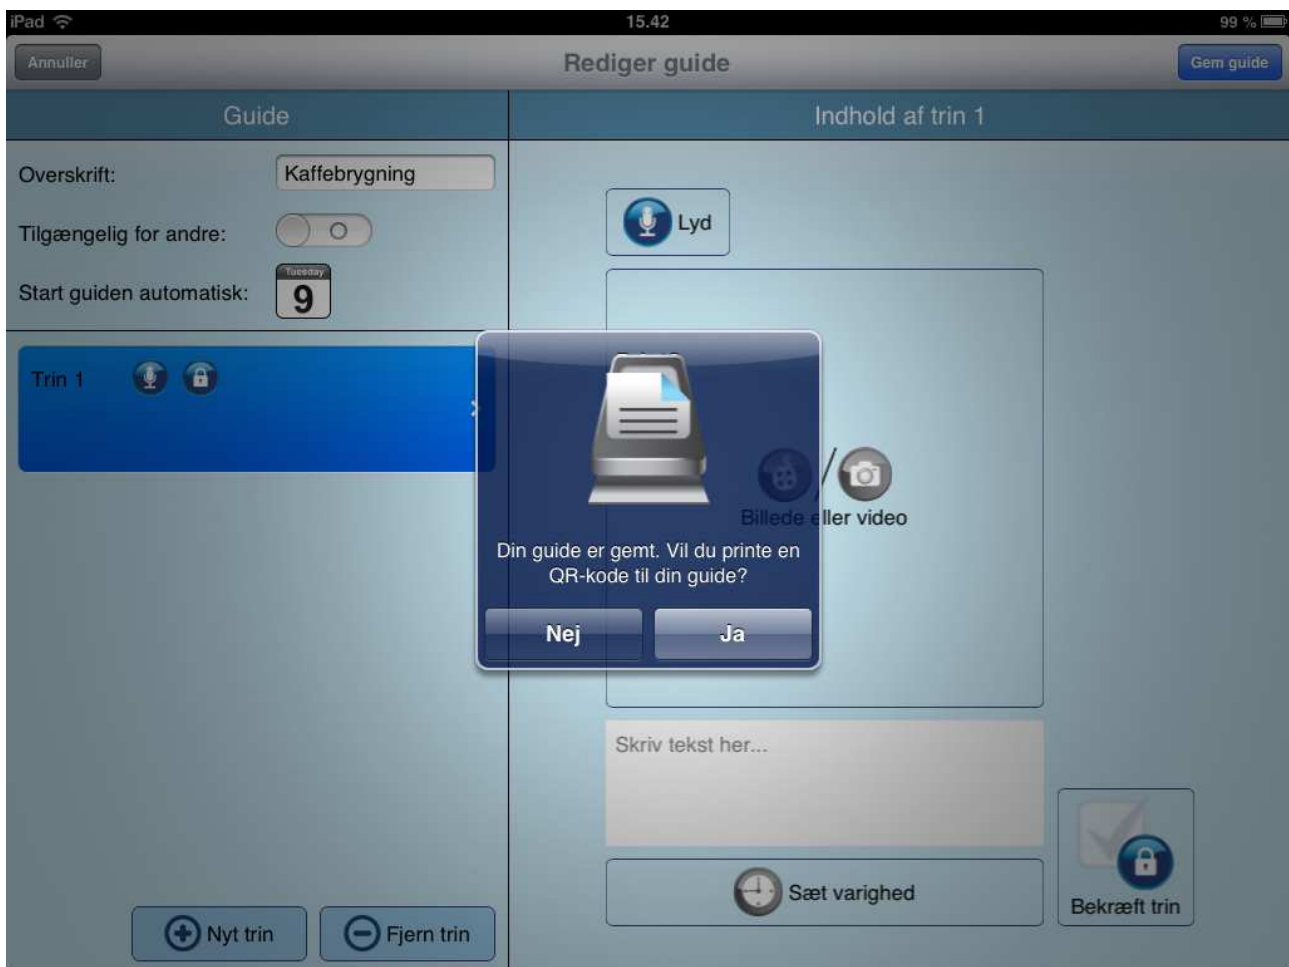 iPad 15.42 99 %
Annuller Rediger guide Gem guide
Guide
Indhold af trin 1
Overskrift: Kaffebrygning
Tilgængelig for andre:
Start guiden automatisk: Tuesday 9
Trin 1
Lyd
Billede eller video
Din guide er gemt. Vil du printe en
QR-kode til din guide?
Nej Ja
Skriv tekst her...
Sæt varighed
Bekræft trin
Nyt trin Fjern trin